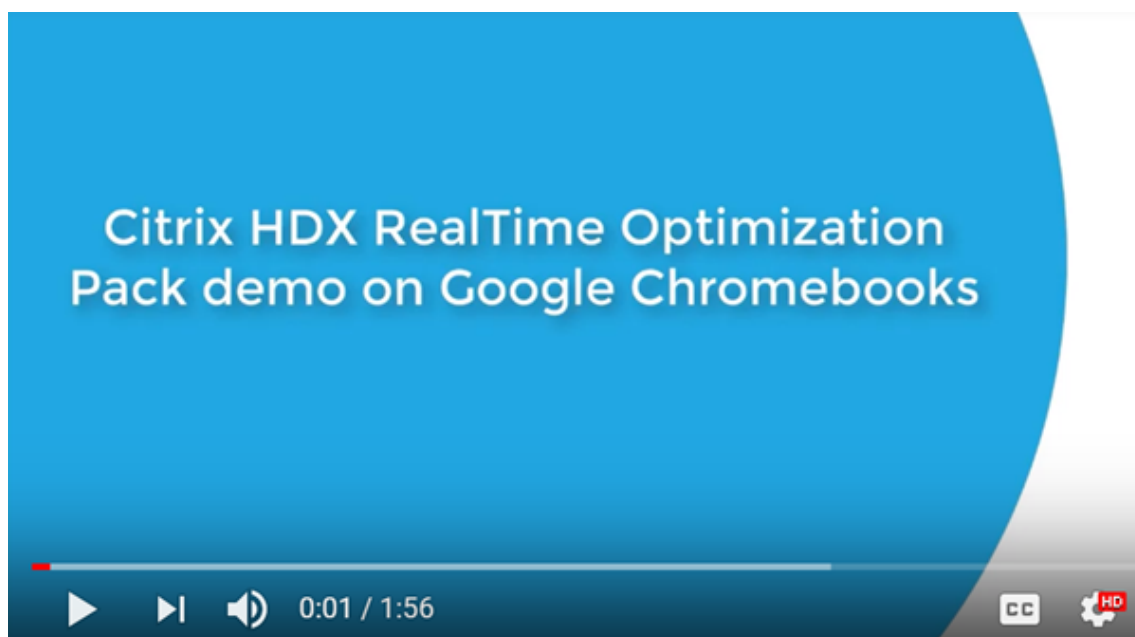 Citrix HDX RealTime Optimization
Pack demo on Google Chromebooks
0:01 / 1:56
CC
HD